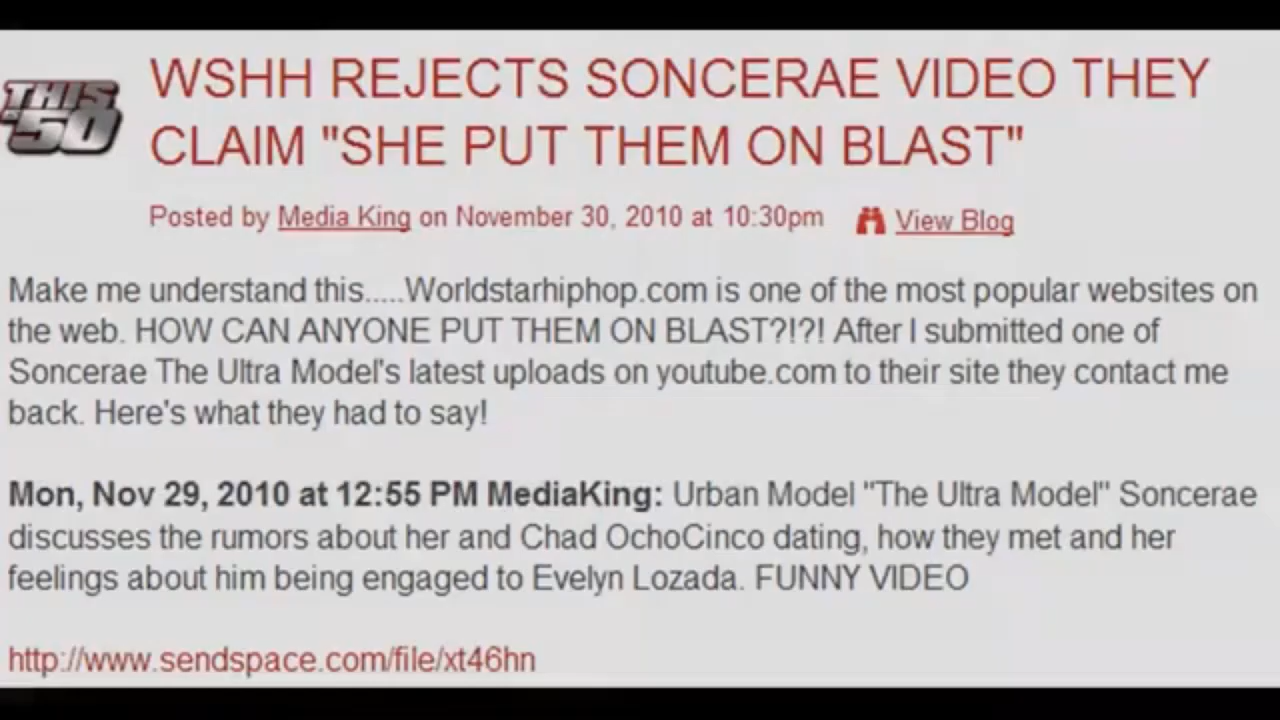 THIS 50
WSHH REJECTS SONCERAE VIDEO THEY
CLAIM "SHE PUT THEM ON BLAST"
Posted by Media King on November 30, 2010 at 10:30pm View Blog
Make me understand this.....Worldstarhiphop.com is one of the most popular websites on
the web. HOW CAN ANYONE PUT THEM ON BLAST?!?! After I submitted one of
Soncerae The Ultra Model's latest uploads on youtube.com to their site they contact me
back. Here's what they had to say!
Mon, Nov 29, 2010 at 12:55 PM MediaKing: Urban Model "The Ultra Model" Soncerae
discusses the rumors about her and Chad OchoCinco dating, how they met and her
feelings about him being engaged to Evelyn Lozada. FUNNY VIDEO
http://www.sendspace.com/file/xt46hn